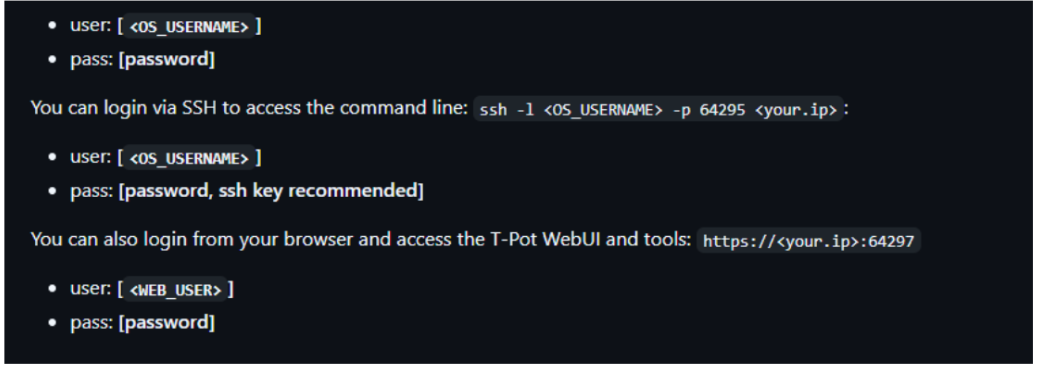 • user: [ <OS_USERNAME> ]
• pass: [password]
You can login via SSH to access the command line: ssh -l <OS_USERNAME> -p 64295 <your.ip> :
• user: [ <OS_USERNAME> ]
• pass: [password, ssh key recommended]
You can also login from your browser and access the T-Pot WebUI and tools: https://<your.ip>:64297
• user: [ <WEB_USER> ]
• pass: [password]